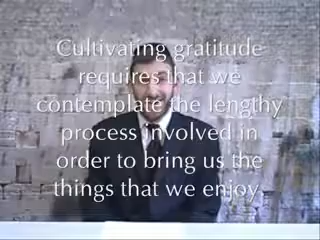 Cultivating gratitude
requires that we
contemplate the lengthy
process involved in
order to bring us the
things that we enjoy